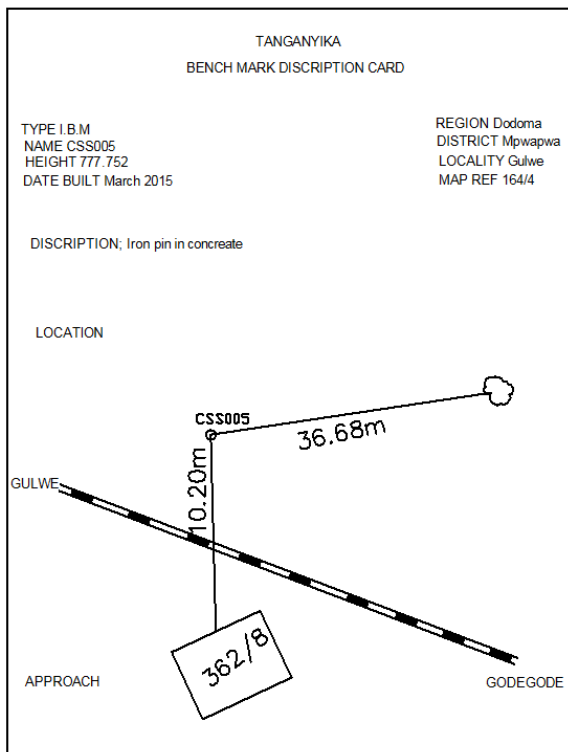 TANGANYIKA
BENCH MARK DISCRIPTION CARD
TYPE I.B.M
NAME CSS005
HEIGHT 777.752
DATE BUILT March 2015
REGION Dodoma
DISTRICT Mpwapwa
LOCALITY Gulwe
MAP REF 164/4
DISCRIPTION; Iron pin in concreate
LOCATION
CSS005
36.68m
10.20m
GULWE
362/8
APPROACH
GODEGODE